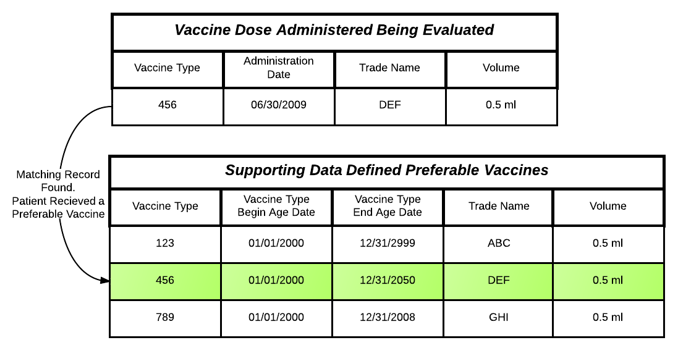 Vaccine Dose Administered Being Evaluated
Vaccine Type
Administration
Date
Trade Name
Volume
456
06/30/2009
DEF
0.5 ml
Matching Record
Found.
Patient Recieved a
Preferable Vaccine
Supporting Data Defined Preferable Vaccines
Vaccine Type
Vaccine Type
Begin Age Date
Vaccine Type
End Age Date
Trade Name
Volume
123
01/01/2000
12/31/2999
ABC
0.5 ml
456
01/01/2000
12/31/2050
DEF
0.5 ml
789
01/01/2000
12/31/2008
GHI
0.5 ml